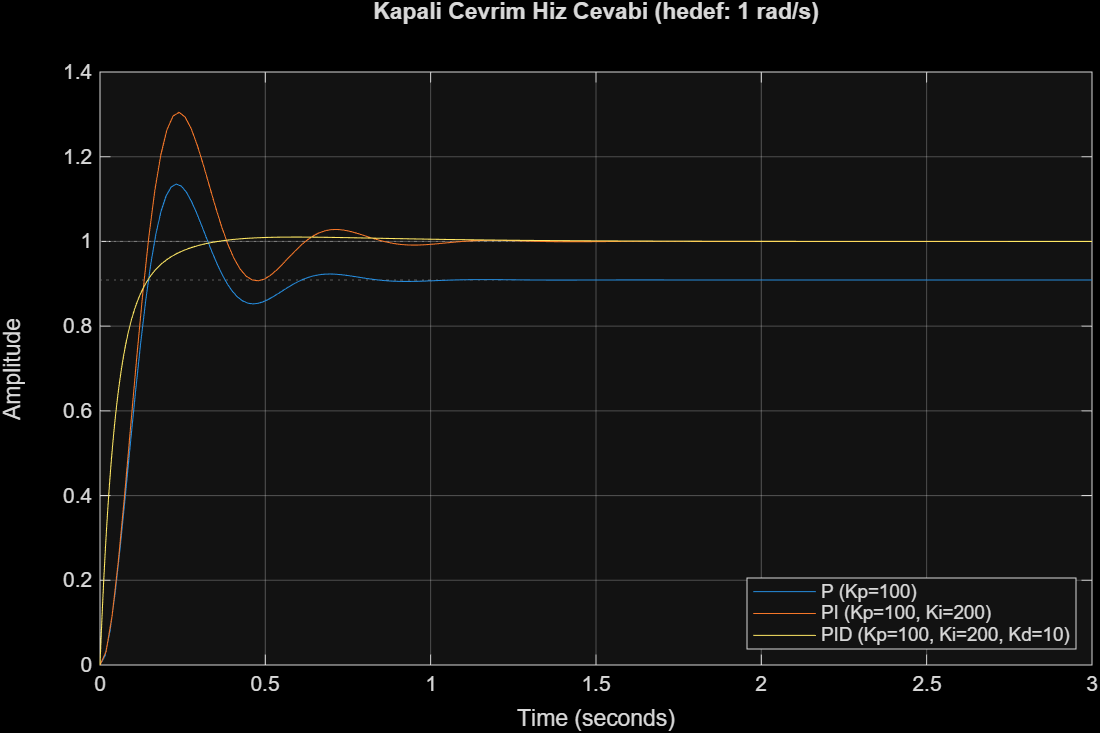 Kapali Cevrim Hiz Cevabi (hedef: 1 rad/s)
1.4
1.2
1
0.8
0.6
0.4
0.2
0
Amplitude
P (Kp=100)
PI (Kp=100, Ki=200)
PID (Kp=100, Ki=200, Kd=10)
0 0.5 1 1.5 2 2.5 3
Time (seconds)